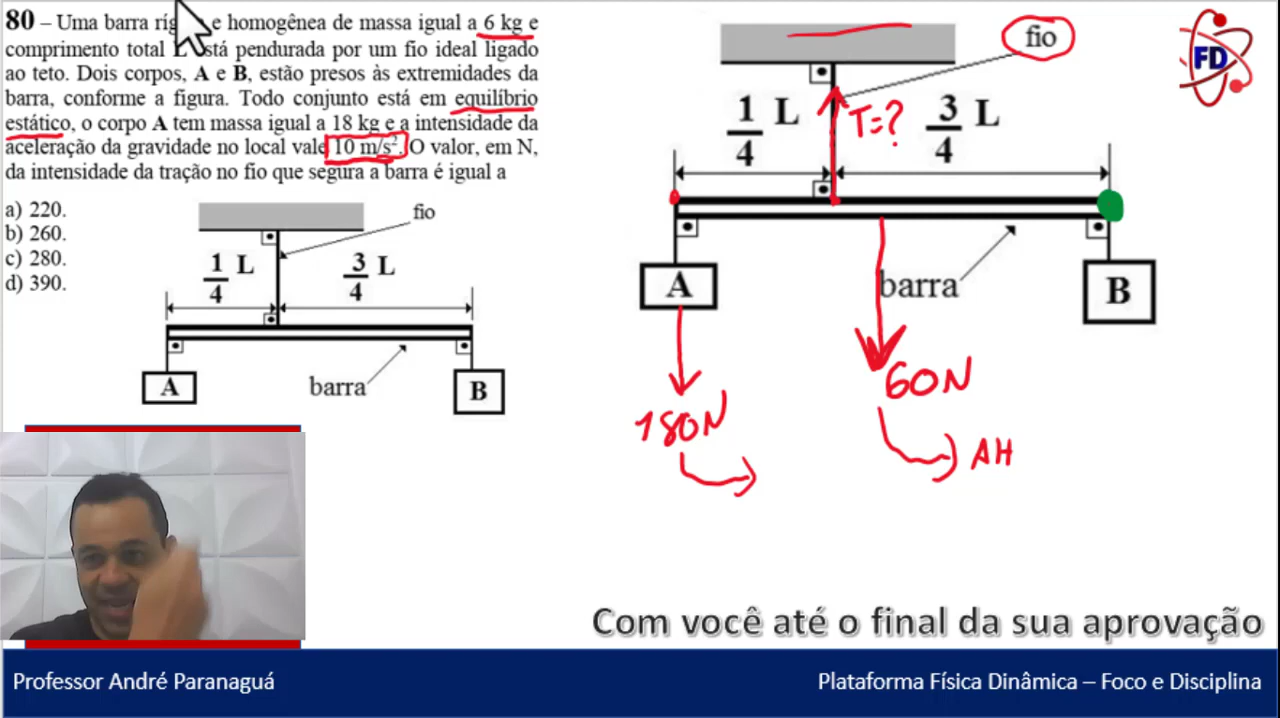 80 – Uma barra ríg e homogênea de massa igual a 6 kg e
comprimento total L stá pendurada por um fio ideal ligado
ao teto. Dois corpos, A e B, estão presos às extremidades da
barra, conforme a figura. Todo conjunto está em equilíbrio
estático, o corpo A tem massa igual a 18 kg e a intensidade da
aceleração da gravidade no local vale 10 m/s². O valor, em N,
da intensidade da tração no fio que segura a barra é igual a
a) 220.
b) 260.
c) 280.
d) 390.
fio
1/4 L
3/4 L
barra
A
B
fio
FD
1/4 L
T=?
3/4 L
A
barra
B
180N
60N
AH
Com você até o final da sua aprovação
Professor André Paranaguá
Plataforma Física Dinâmica – Foco e Disciplina